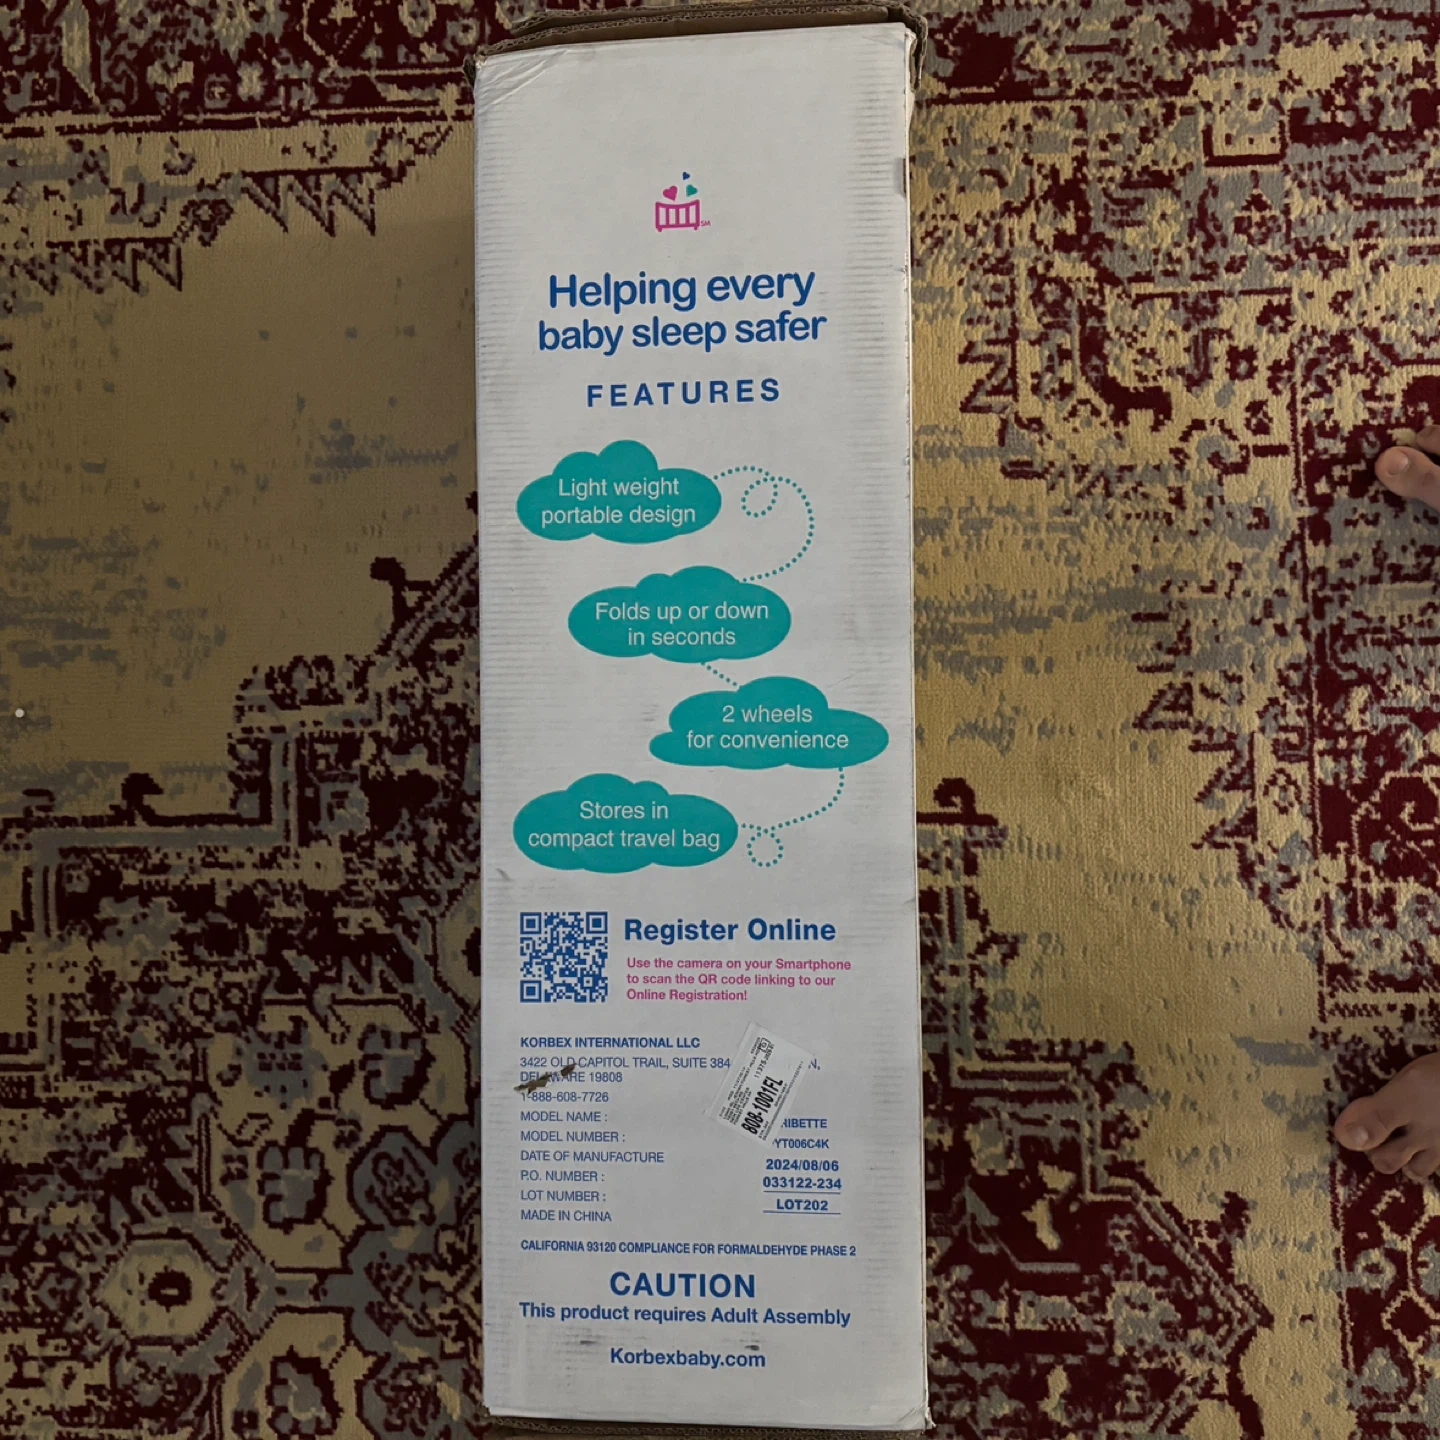 SM
Helping every
baby sleep safer
FEATURES
Light weight
portable design
Folds up or down
in seconds
2 wheels
for convenience
Stores in
compact travel bag
Register Online
Use the camera on your Smartphone
to scan the QR code linking to our
Online Registration!
KORBEX INTERNATIONAL LLC
3422 OLD CAPITOL TRAIL, SUITE 384 N,
DELAWARE 19808
1-888-608-7726
808-1001FL
MODEL NAME : RIBETTE
MODEL NUMBER : YT006C4K
DATE OF MANUFACTURE 2024/08/06
P.O. NUMBER : 033122-234
LOT NUMBER : LOT202
MADE IN CHINA
CALIFORNIA 93120 COMPLIANCE FOR FORMALDEHYDE PHASE 2
CAUTION
This product requires Adult Assembly
Korbexbaby.com